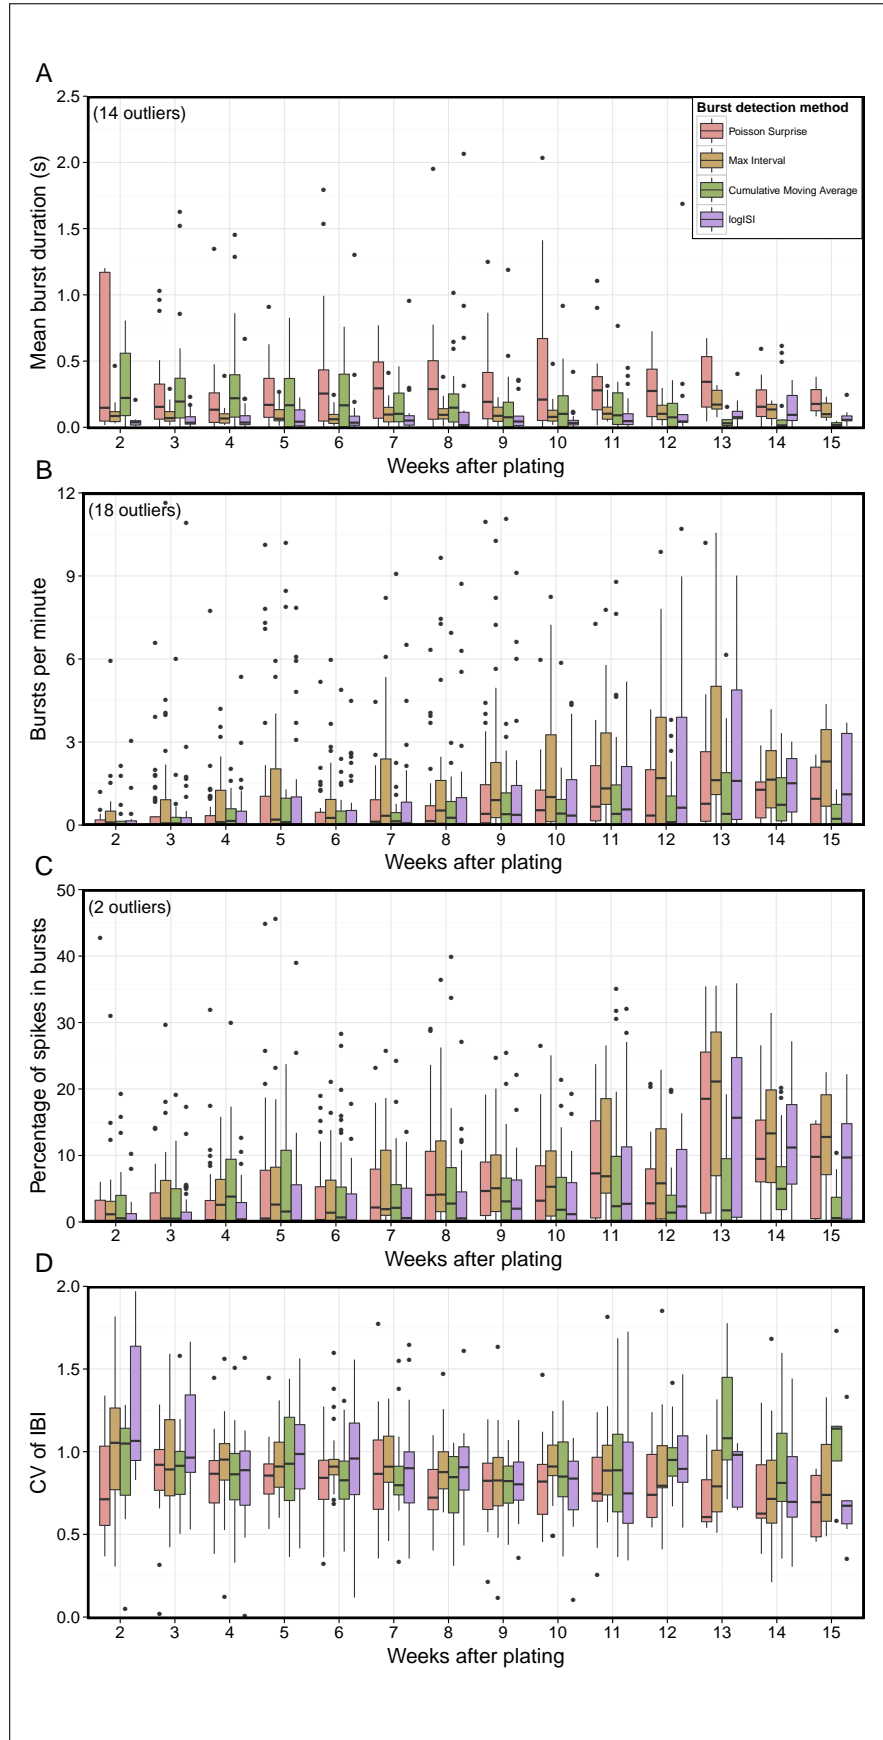 A
(14 outliers)
Burst detection method
Poisson Surprise
Max Interval
Cumulative Moving Average
logISI
Mean burst duration (s)
2.5
2.0
1.5
1.0
0.5
0.0
2 3 4 5 6 7 8 9 10 11 12 13 14 15
Weeks after plating
B
(18 outliers)
Bursts per minute
12
9
6
3
0
2 3 4 5 6 7 8 9 10 11 12 13 14 15
Weeks after plating
C
(2 outliers)
Percentage of spikes in bursts
50
40
30
20
10
0
2 3 4 5 6 7 8 9 10 11 12 13 14 15
Weeks after plating
D
CV of IBI
2.0
1.5
1.0
0.5
0.0
2 3 4 5 6 7 8 9 10 11 12 13 14 15
Weeks after plating